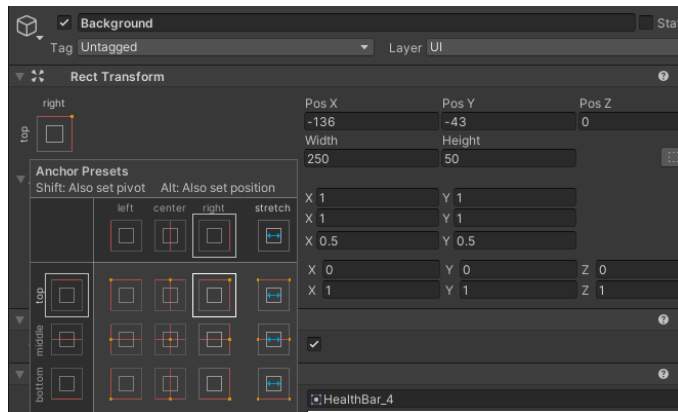 Background
Sta
Tag Untagged Layer UI
Rect Transform
right
top
Pos X Pos Y Pos Z
-136 -43 0
Width Height
250 50
Anchor Presets
Shift: Also set pivot Alt: Also set position
left center right stretch
top
middle
bottom
X 1 Y 1
X 1 Y 1
X 0.5 Y 0.5
X 0 Y 0 Z 0
X 1 Y 1 Z 1
HealthBar_4